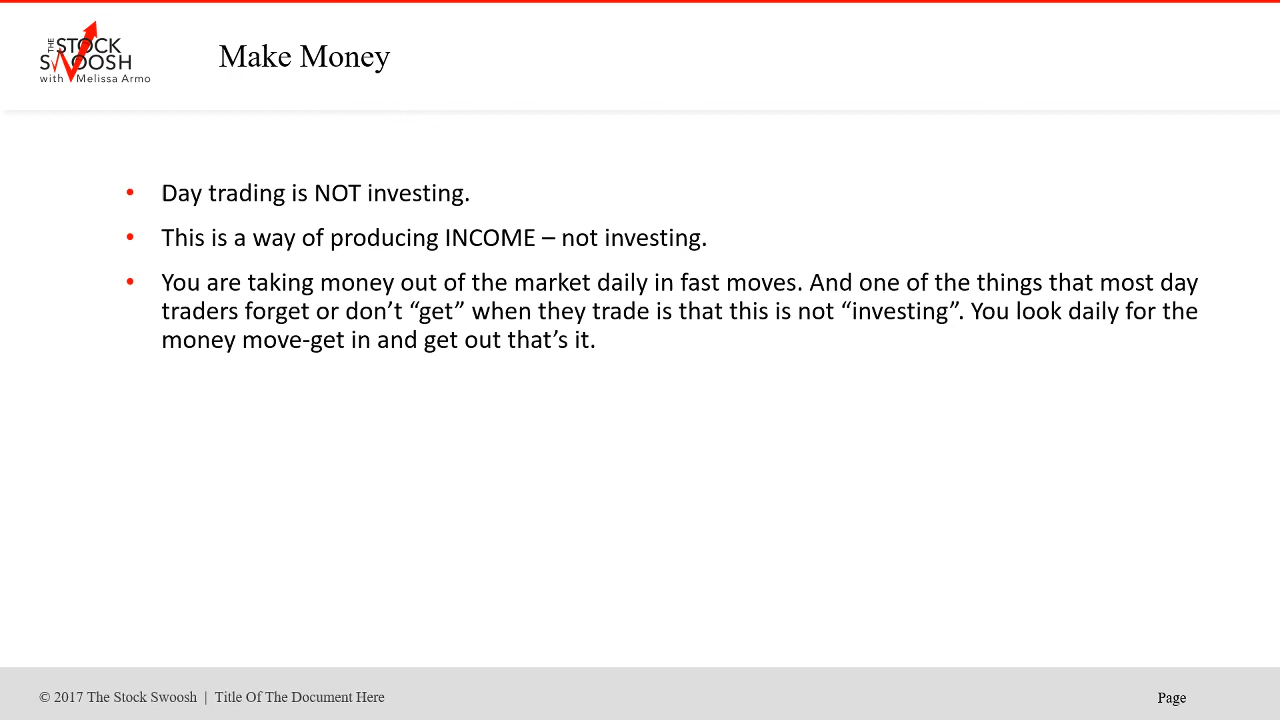 THE
STOCK
SWOOSH
with Melissa Armo
Make Money
• Day trading is NOT investing.
• This is a way of producing INCOME – not investing.
• You are taking money out of the market daily in fast moves. And one of the things that most day
traders forget or don’t “get” when they trade is that this is not “investing”. You look daily for the
money move-get in and get out that’s it.
© 2017 The Stock Swoosh | Title Of The Document Here
Page